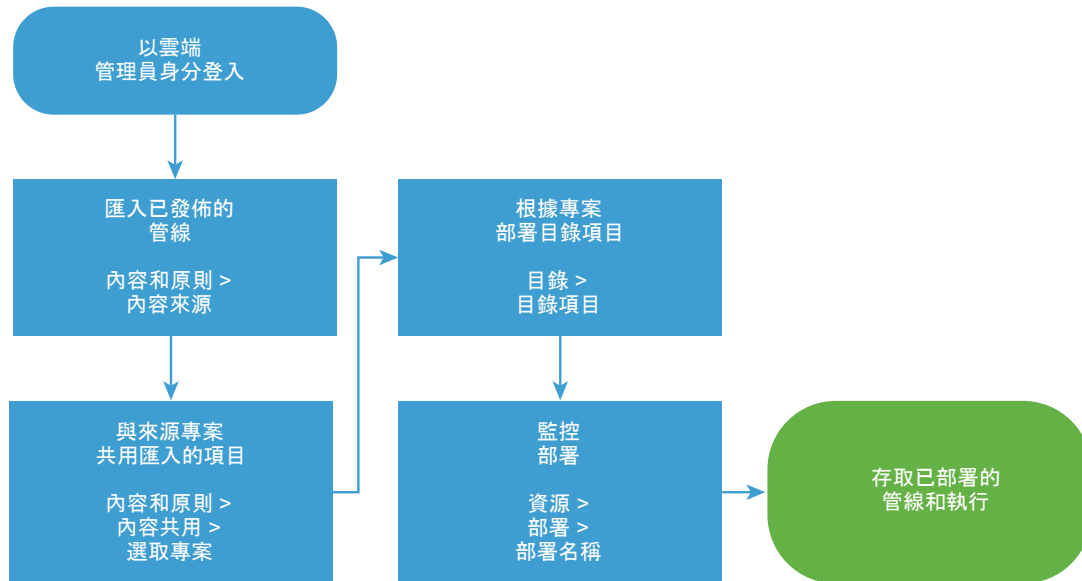 以雲端
管理員身分登入
匯入已發佈的
管線
內容和原則 >
內容來源
與來源專案
共用匯入的項目
內容和原則 >
內容共用 >
選取專案
根據專案
部署目錄項目
目錄 >
目錄項目
監控
部署
資源 >
部署 >
部署名稱
存取已部署的
管線和執行